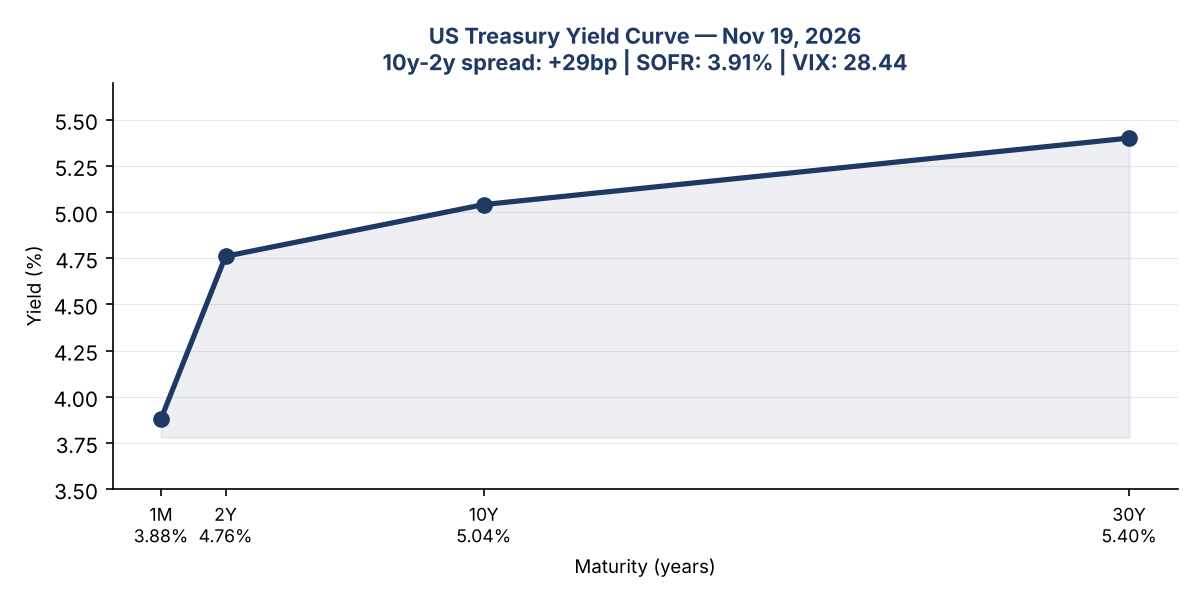 US Treasury Yield Curve — Nov 19, 2026
10y-2y spread: +29bp | SOFR: 3.91% | VIX: 28.44
Yield (%)
5.50
5.25
5.00
4.75
4.50
4.25
4.00
3.75
3.50
1M 2Y 10Y 30Y
3.88% 4.76% 5.04% 5.40%
Maturity (years)